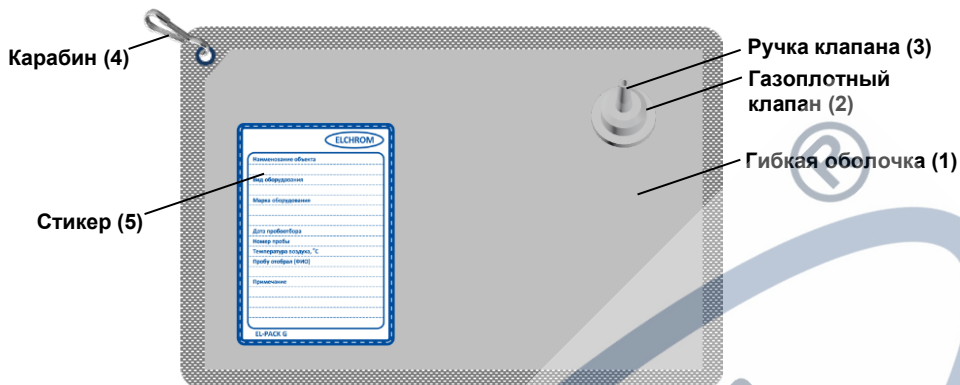 Карабин (4)
Ручка клапана (3)
Газоплотный
клапан (2)
Гибкая оболочка (1)
®
Стикер (5)
ELCHROM
Наименование объекта
Вид оборудования
Марка оборудование
Дата пробоотбора
Номер пробы
Температура воздуха, °С
Пробу отобрал (ФИО)
Примечание
EL-PACK G